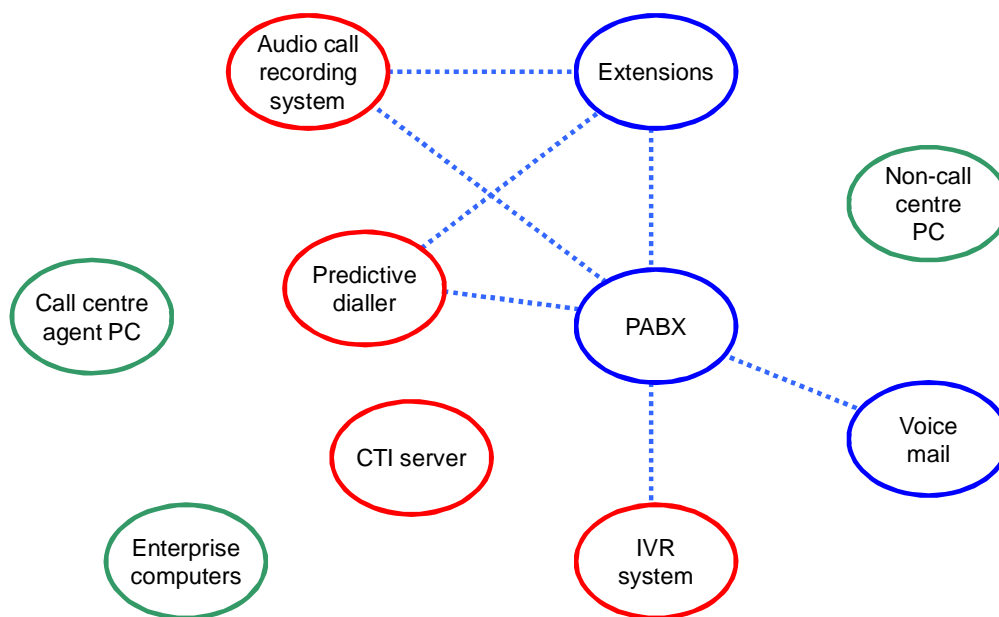 Audio call
recording
system
Extensions
Non-call
centre
PC
Predictive
dialler
Call centre
agent PC
PABX
Voice
mail
CTI server
Enterprise
computers
IVR
system